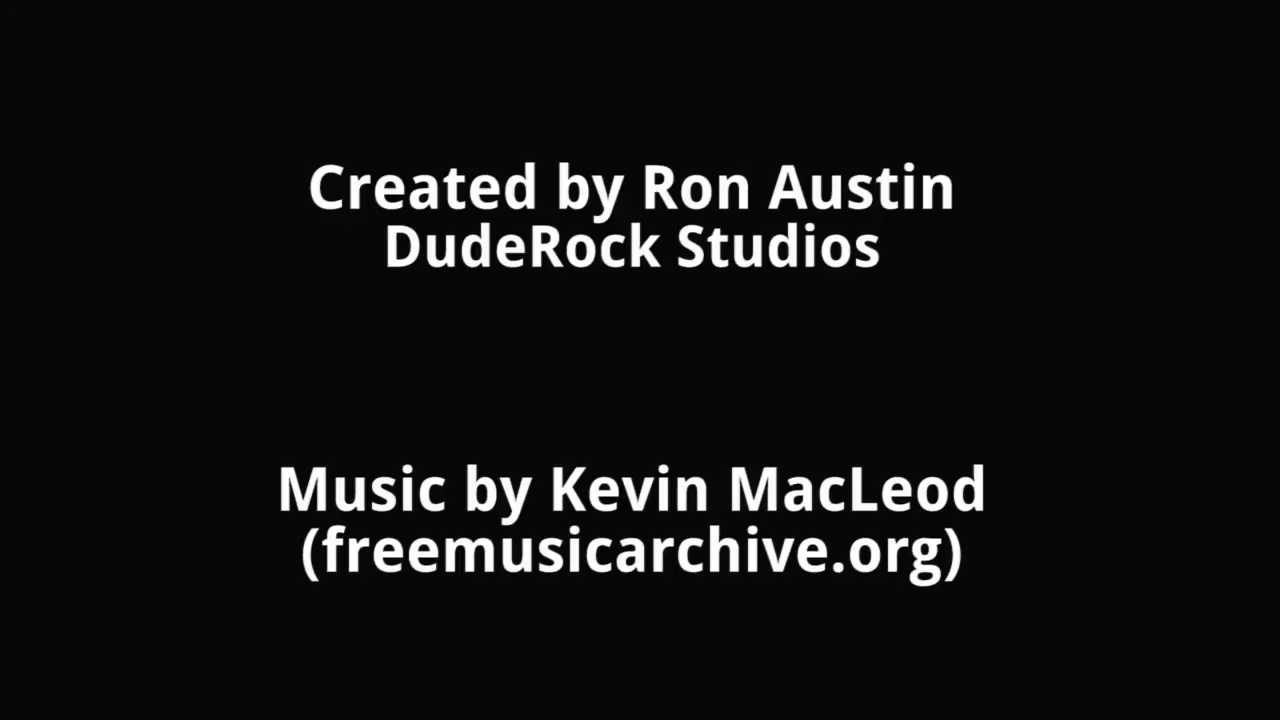 Created by Ron Austin
DudeRock Studios
Music by Kevin MacLeod
(freemusicarchive.org)